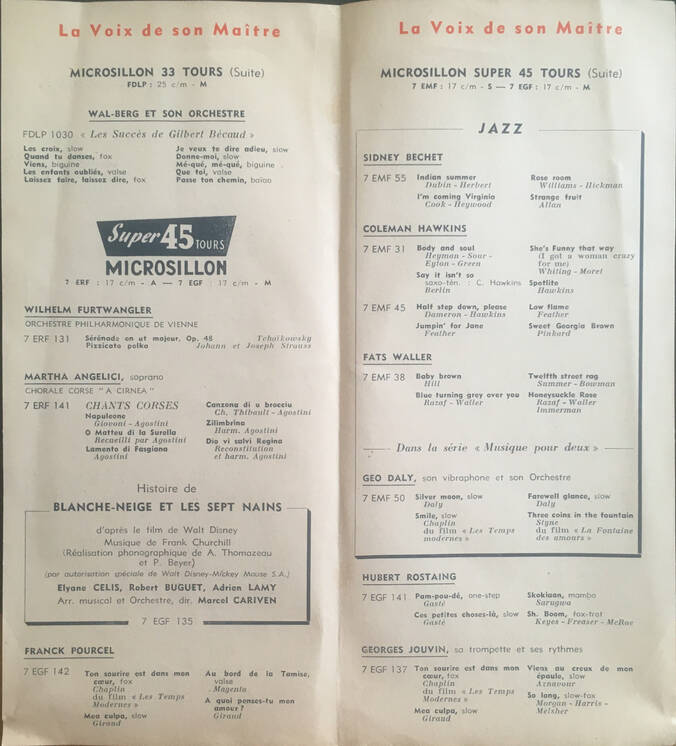 La Voix de son Maître
MICROSILLON 33 TOURS (Suite)
FDLP : 25 c/m - M
WAL-BERG ET SON ORCHESTRE
FDLP 1030 « Les Succès de Gilbert Bécaud »
Les croix, slow
Quand tu danses, fox
Viens, biguine
Les enfants oubliés, valse
Laissez faire, laissez dire, fox
Je veux te dire adieu, slow
Donne-moi, slow
Mé-qué, mé-qué, biguine
Que toi, valse
Passe ton chemin, baïao
Super 45 TOURS
MICROSILLON
7 ERF : 17 c/m - A — 7 EGF : 17 c/m - M
WILHELM FURTWANGLER
ORCHESTRE PHILHARMONIQUE DE VIENNE
7 ERF 131 Sérénade en ut majeur, Op. 48 Tchaïkowsky
Pizzicato polka Johann et Joseph Strauss
MARTHA ANGELICI, soprano
CHORALE CORSE "A CIRNEA"
7 ERF 141 CHANTS CORSES
Napuleone
Giovoni - Agostini
O Matteu di la Surella
Recueilli par Agostini
Lamento di Fasgiano
Agostini
Canzona di u brocciu
Ch. Thibault - Agostini
Zilimbrina
Harm. Agostini
Dio vi salvi Regina
Reconstitution
et harm. Agostini
Histoire de
BLANCHE-NEIGE ET LES SEPT NAINS
d'après le film de Walt Disney
Musique de Frank Churchill
(Réalisation phonographique de A. Thomazeau
et P. Beyer)
(par autorisation spéciale de Walt Disney-Mickey Mouse S.A.)
Elyane CELIS, Robert BUGUET, Adrien LAMY
Arr. musical et Orchestre, dir. Marcel CARIVEN
7 EGF 135
FRANCK POURCEL
7 EGF 142 Ton sourire est dans mon
cœur, fox
Chaplin
du film « Les Temps
Modernes »
Mea culpa, slow
Giraud
Au bord de la Tamise,
valse
Magenta
A quoi penses-tu mon
amour ?
Giraud
La Voix de son Maître
MICROSILLON SUPER 45 TOURS (Suite)
7 EMF : 17 c/m - S — 7 EGF : 17 c/m - M
JAZZ
SIDNEY BECHET
7 EMF 55 Indian summer
Dubin - Herbert
I'm coming Virginia
Cook - Heywood
Rose room
Williams - Hickman
Strange fruit
Allan
COLEMAN HAWKINS
7 EMF 31 Body and soul
Heyman - Sour -
Eyton - Green
Say it isn't so
saxo-tén. : C. Hawkins
Berlin
She's Funny that way
(I got a woman crazy
for me)
Whiting - Moret
Spotlite
Hawkins
7 EMF 45 Half step down, please
Dameron - Hawkins
Jumpin' for Jane
Feather
Low flame
Feather
Sweet Georgia Brown
Pinkard
FATS WALLER
7 EMF 38 Baby brown
Hill
Blue turning grey over you
Razaf - Waller
Twelfth street rag
Summer - Bowman
Honeysuckle Rose
Razaf - Waller
Immerman
Dans la série « Musique pour deux »
GEO DALY, son vibraphone et son Orchestre
7 EMF 50 Silver moon, slow
Daly
Smile, slow
Chaplin
du film « Les Temps
modernes »
Farewell glance, slow
Daly
Three coins in the fountain
Styne
du film « La Fontaine
des amours »
HUBERT ROSTAING
7 EGF 141 Pam-pou-dé, one-step
Gasté
Ces petites choses-là, slow
Gasté
Skokiaan, mambo
Sarugwa
Sh. Boom, fox-trot
Keyes - Freaser - McRae
GEORGES JOUVIN, sa trompette et ses rythmes
7 EGF 137 Ton sourire est dans mon
cœur, fox
Chaplin
du film « Les Temps
Modernes »
Mea culpa, slow
Giraud
Viens au creux de mon
épaule, slow
Aznavour
So long, slow-fox
Morgan - Harris -
Melsher